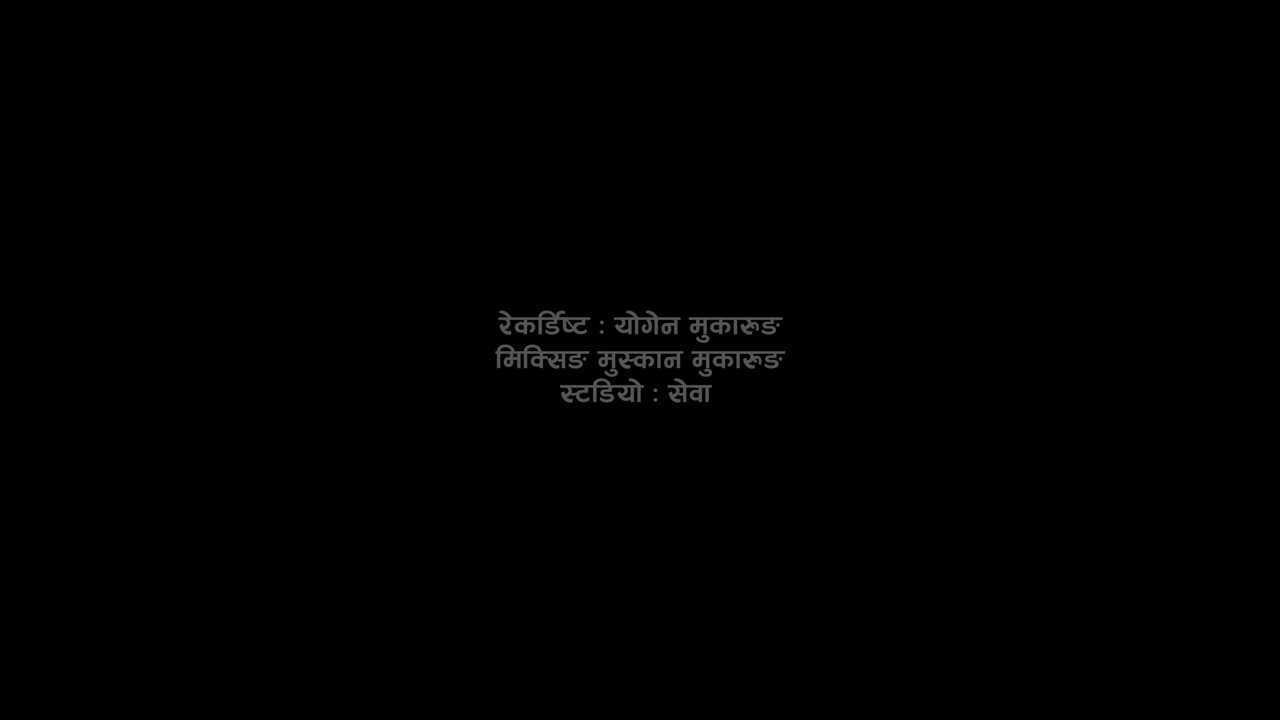 रेकर्डिष्ट : योगेन मुकारूङ
मिक्सिङ मुस्कान मुकारूङ
स्टडियो : सेवा